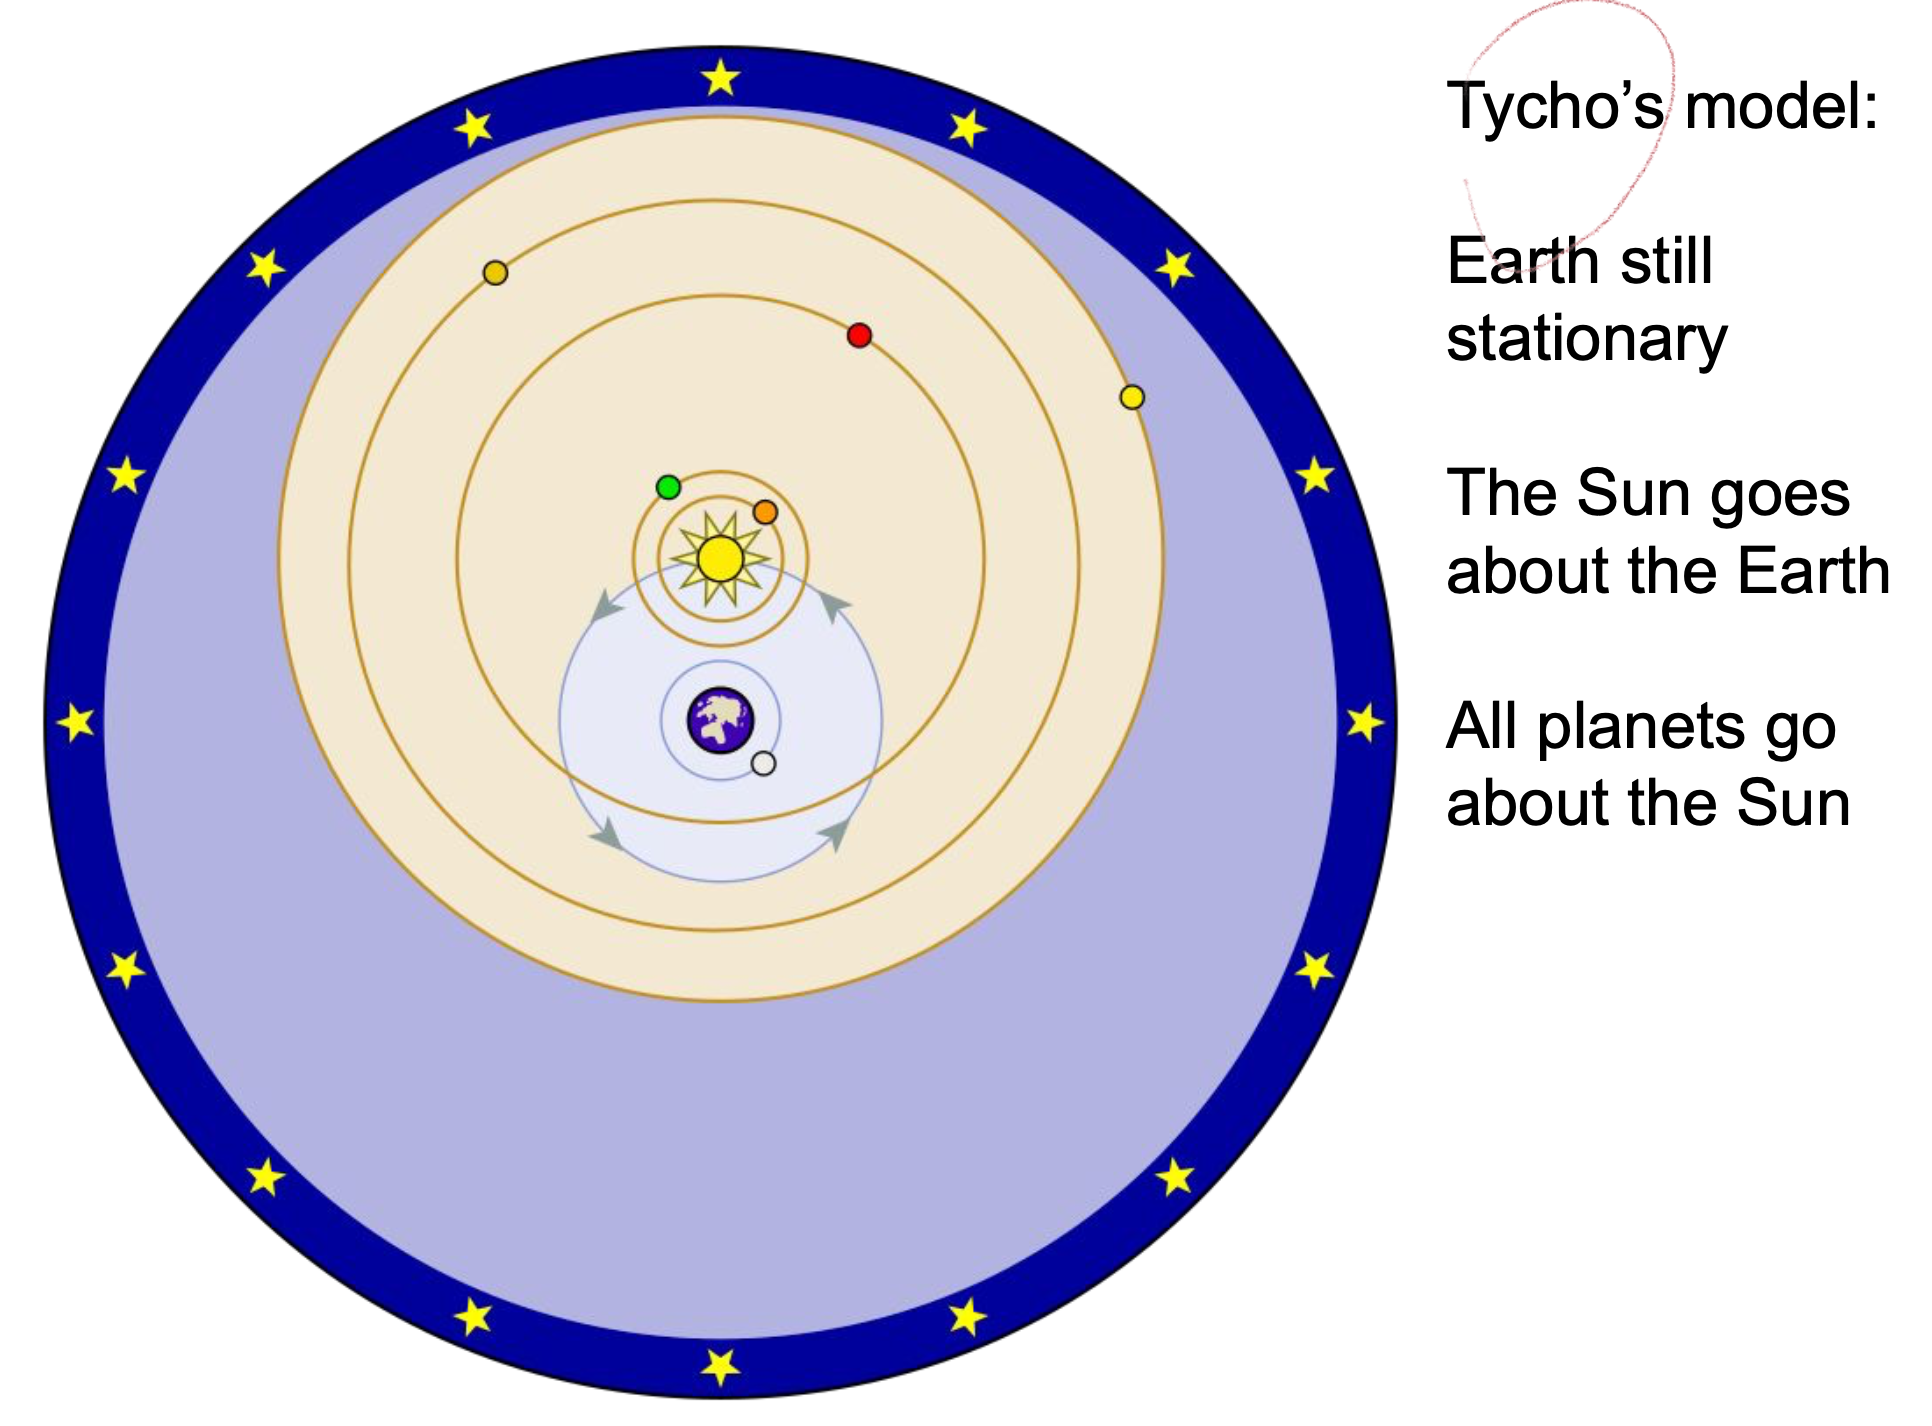 Tycho’s model:
Earth still
stationary
The Sun goes
about the Earth
All planets go
about the Sun